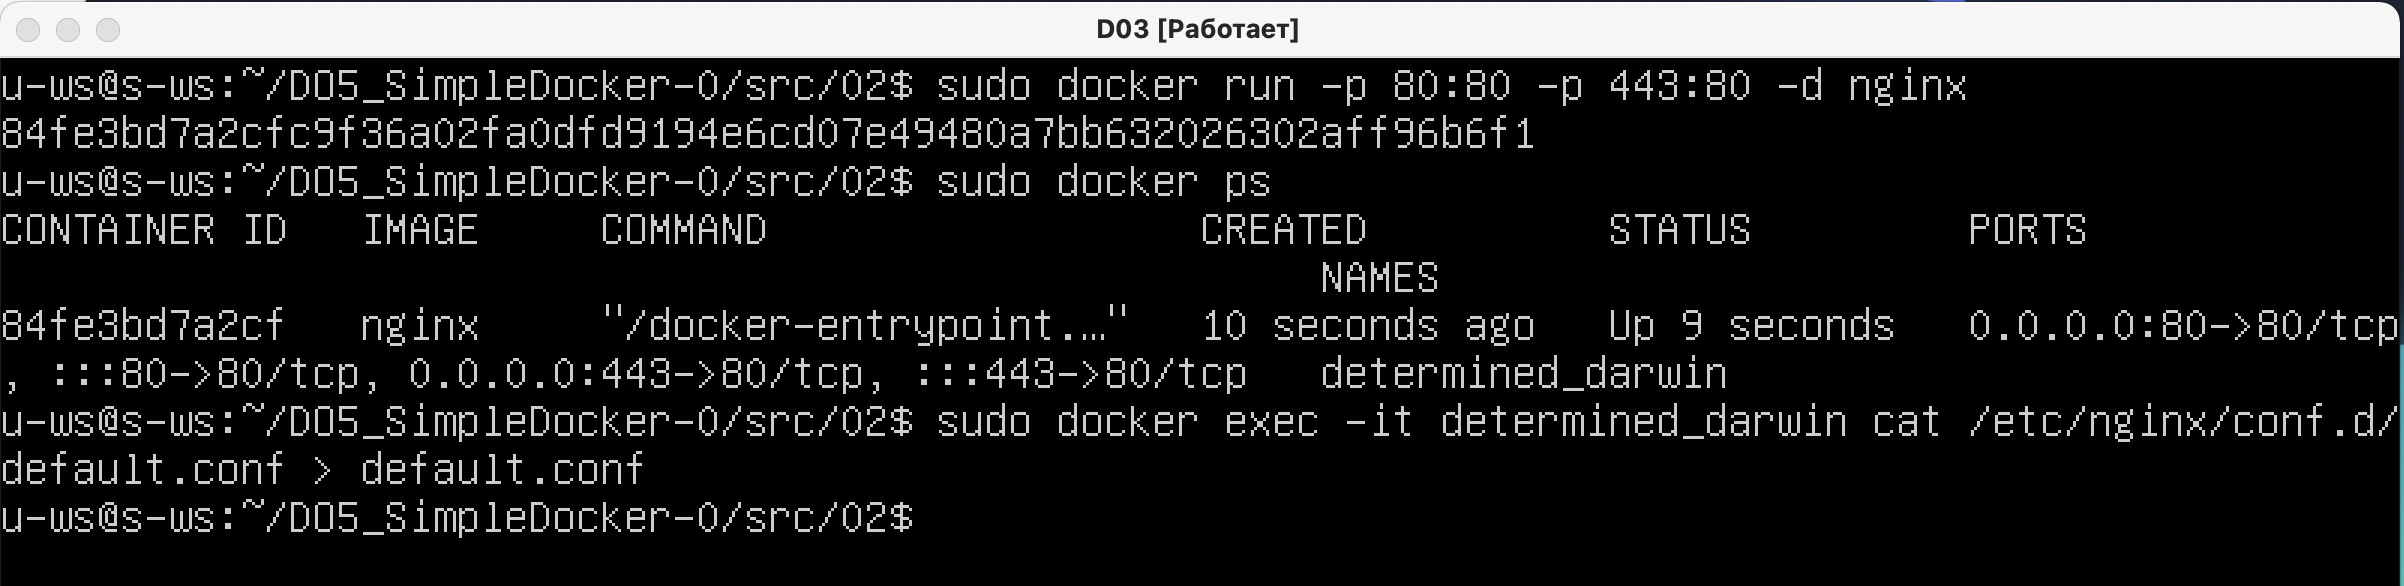 D03 [Работает]
u-ws@s-ws:~/DO5_SimpleDocker-0/src/02$ sudo docker run -p 80:80 -p 443:80 -d nginx
84fe3bd7a2cfc9f36a02fa0dfd9194e6cd07e49480a7bb632026302aff96b6f1
u-ws@s-ws:~/DO5_SimpleDocker-0/src/02$ sudo docker ps
CONTAINER ID   IMAGE     COMMAND                  CREATED          STATUS         PORTS
NAMES
84fe3bd7a2cf   nginx     "/docker-entrypoint.…"   10 seconds ago   Up 9 seconds   0.0.0.0:80->80/tcp
, :::80->80/tcp, 0.0.0.0:443->80/tcp, :::443->80/tcp   determined_darwin
u-ws@s-ws:~/DO5_SimpleDocker-0/src/02$ sudo docker exec -it determined_darwin cat /etc/nginx/conf.d/
default.conf > default.conf
u-ws@s-ws:~/DO5_SimpleDocker-0/src/02$